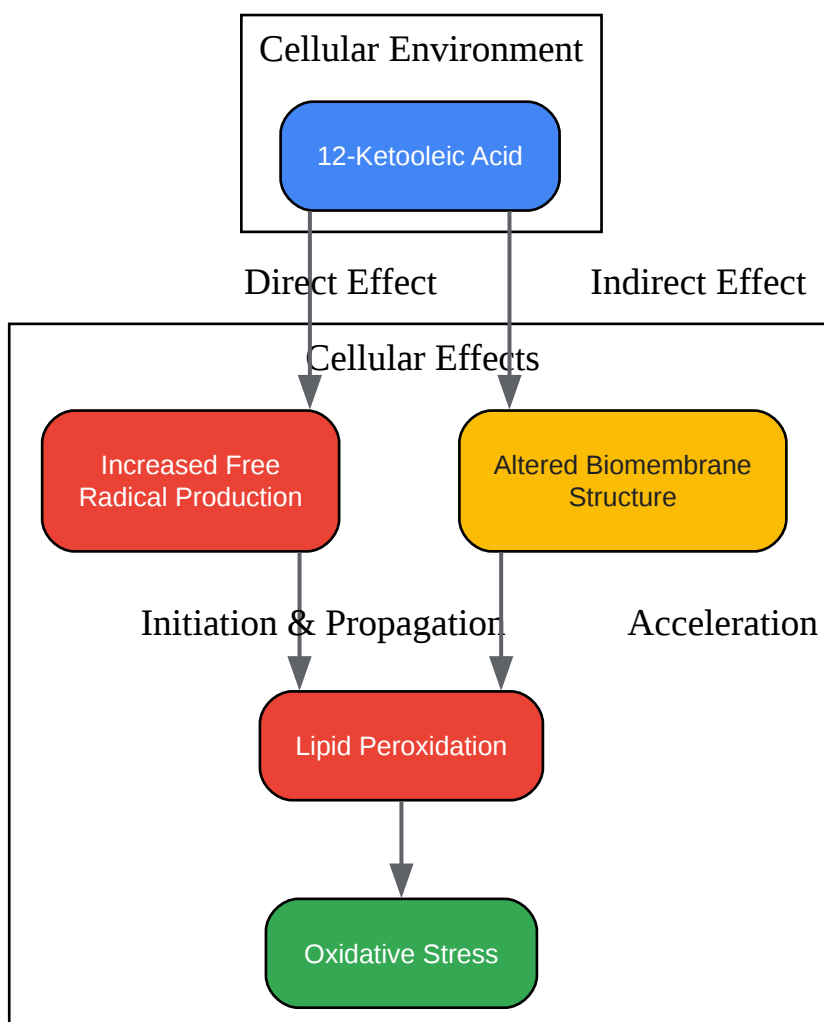 Cellular Environment
12-Ketooleic Acid
Direct Effect
Indirect Effect
Cellular Effects
Increased Free
Radical Production
Altered Biomembrane
Structure
Initiation & Propagation
Acceleration
Lipid Peroxidation
Oxidative Stress